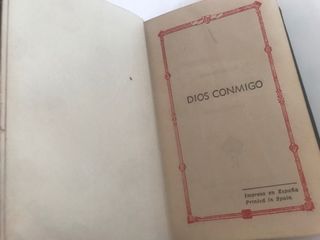 DIOS CONMIGO
Impreso en España
Printed in Spain